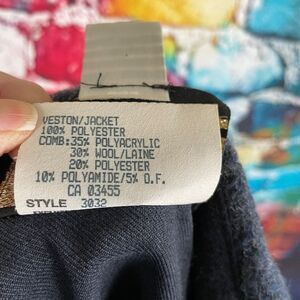 VESTON/JACKET
100% POLYESTER
COMB:35% POLYACRYLIC
30% WOOL/LAINE
20% POLYESTER
10% POLYAMIDE/5% O.F.
CA 03455
STYLE 3032